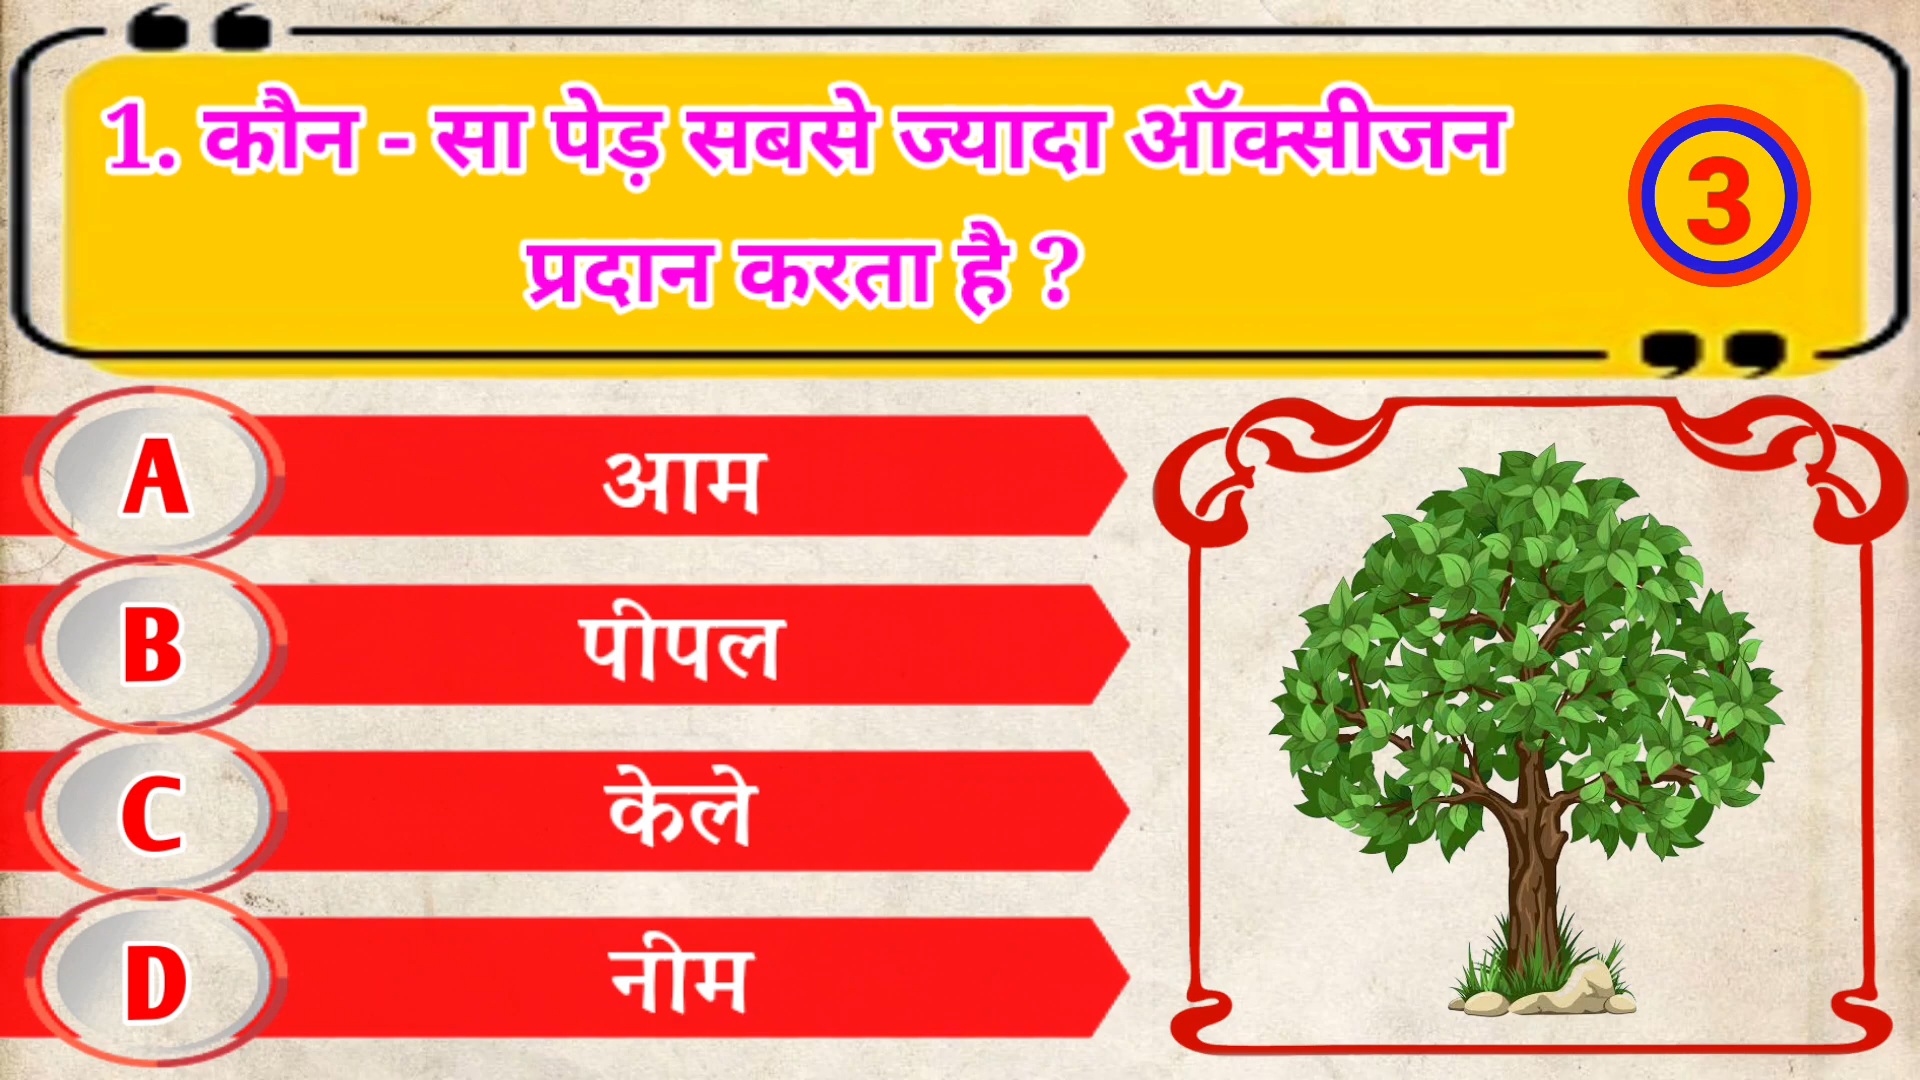 1. कौन - सा पेड़ सबसे ज्यादा ऑक्सीजन
प्रदान करता है ?
3
A आम
B पीपल
C केले
D नीम